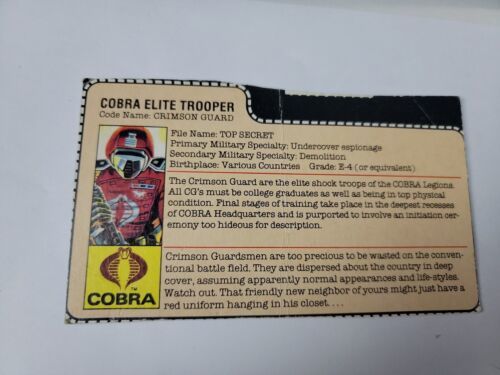 COBRA ELITE TROOPER
Code Name: CRIMSON GUARD
File Name: TOP SECRET
Primary Military Specialty: Undercover espionage
Secondary Military Specialty: Demolition
Birthplace: Various Countries Grade: E-4 (or equivalent)
The Crimson Guard are the elite shock troops of the COBRA Legions.
All CG's must be college graduates as well as being in top physical
condition. Final stages of training take place in the deepest recesses
of COBRA Headquarters and is purported to involve an initiation cer-
emony too hideous for description.
Crimson Guardsmen are too precious to be wasted on the conven-
tional battle field. They are dispersed about the country in deep
cover, assuming apparently normal appearances and life-styles.
Watch out. That friendly new neighbor of yours might just have a
red uniform hanging in his closet....
TM
COBRA